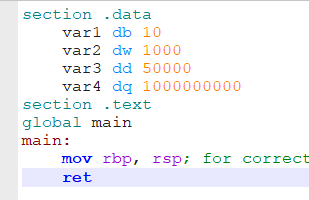 section .data
var1 db 10
var2 dw 1000
var3 dd 50000
var4 dq 1000000000
section .text
global main
main:
mov rbp, rsp; for correct
ret